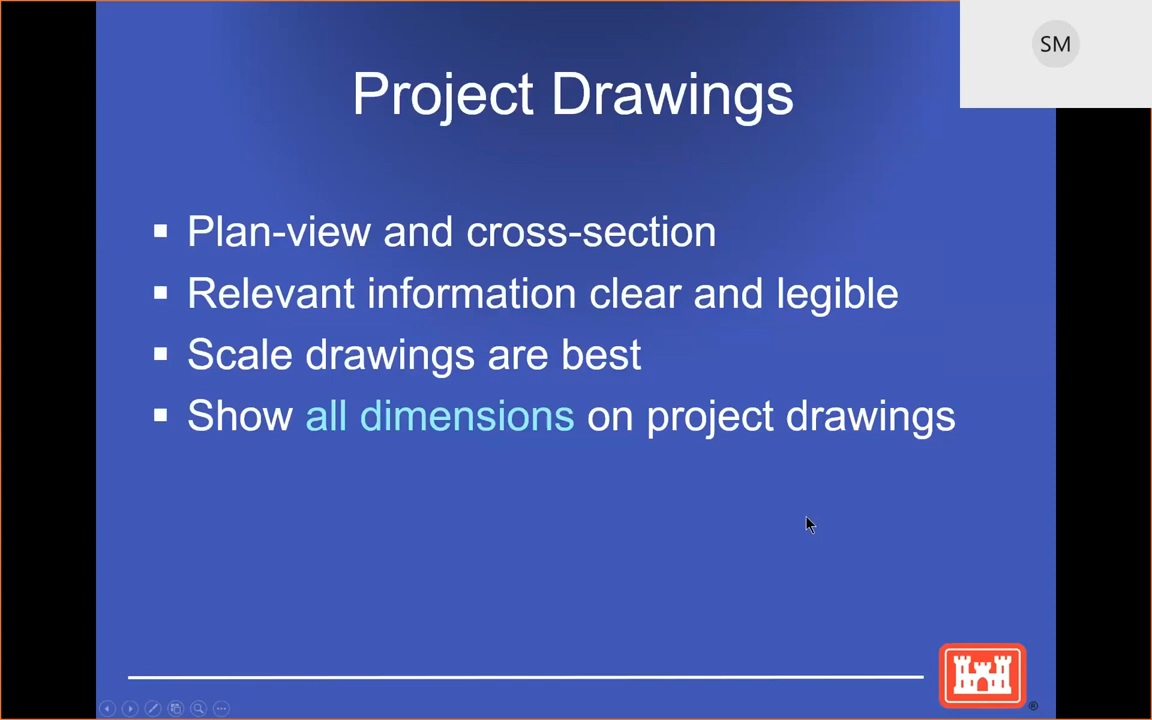 SM
Project Drawings
▪ Plan-view and cross-section
▪ Relevant information clear and legible
▪ Scale drawings are best
▪ Show all dimensions on project drawings
®